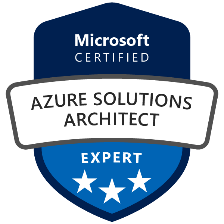 Microsoft
CERTIFIED
AZURE SOLUTIONS
ARCHITECT
EXPERT